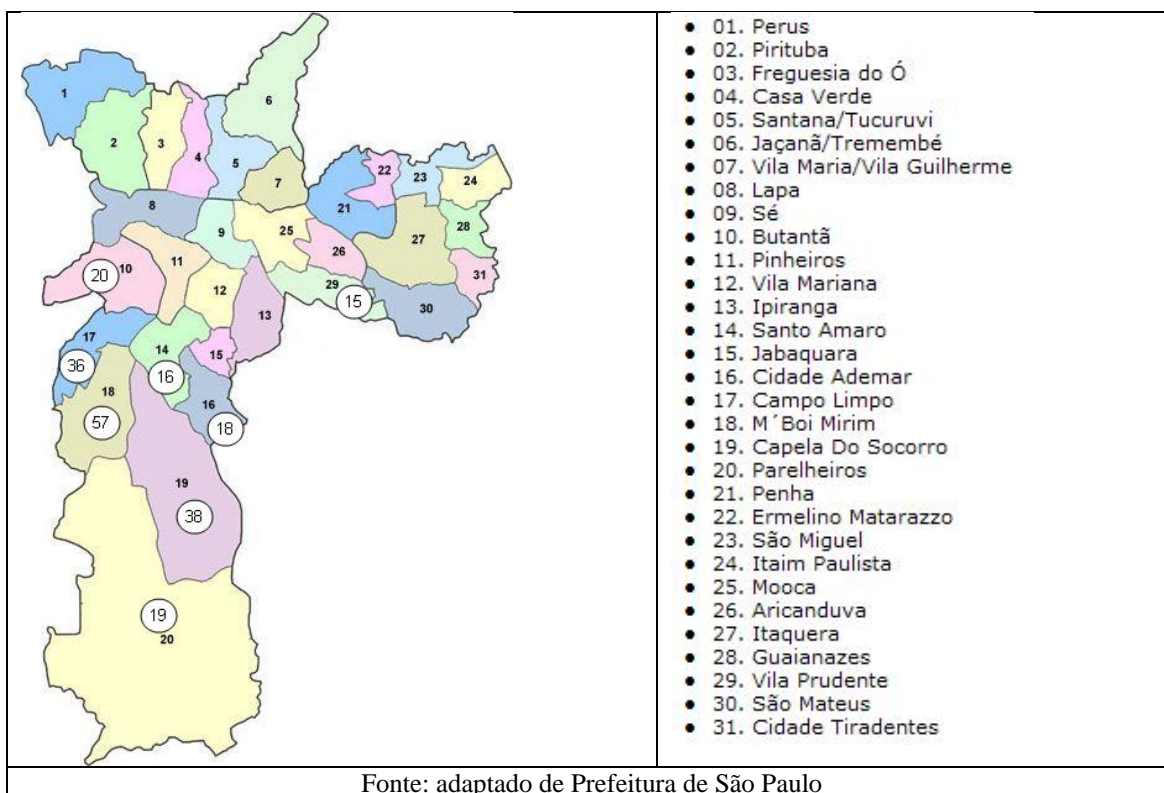 1
2
3
4
5
6
7
8
9
10
11
12
13
14
15
16
17
18
19
20
21
22
23
24
25
26
27
28
29
30
31
20
15
36
16
57
18
38
19
● 01. Perus
● 02. Pirituba
● 03. Freguesia do Ó
● 04. Casa Verde
● 05. Santana/Tucuruvi
● 06. Jaçanã/Tremembé
● 07. Vila Maria/Vila Guilherme
● 08. Lapa
● 09. Sé
● 10. Butantã
● 11. Pinheiros
● 12. Vila Mariana
● 13. Ipiranga
● 14. Santo Amaro
● 15. Jabaquara
● 16. Cidade Ademar
● 17. Campo Limpo
● 18. M´Boi Mirim
● 19. Capela Do Socorro
● 20. Parelheiros
● 21. Penha
● 22. Ermelino Matarazzo
● 23. São Miguel
● 24. Itaim Paulista
● 25. Mooca
● 26. Aricanduva
● 27. Itaquera
● 28. Guaianazes
● 29. Vila Prudente
● 30. São Mateus
● 31. Cidade Tiradentes
Fonte: adaptado de Prefeitura de São Paulo